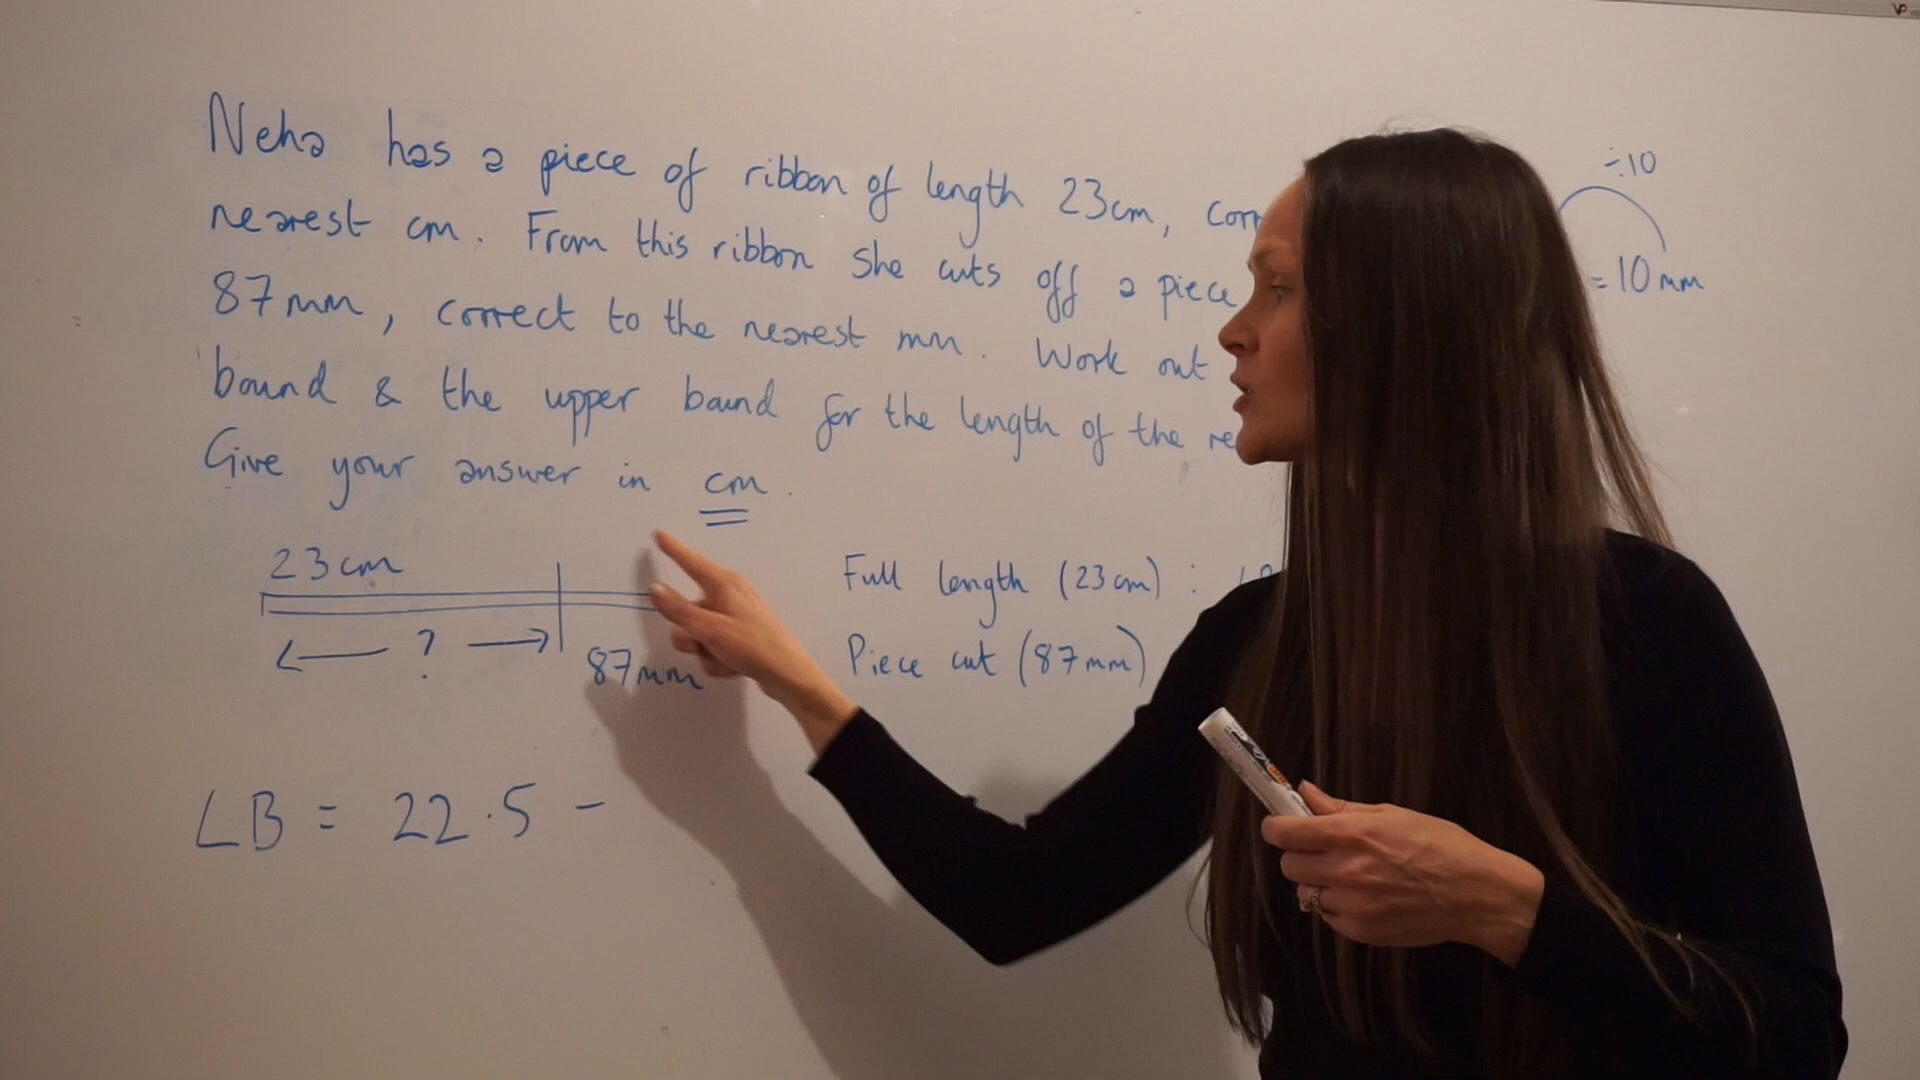 Neha has a piece of ribbon of length 23cm, corr
nearest cm. From this ribbon she cuts off a piece
87mm, correct to the nearest mm. Work out
bound & the upper bound for the length of the re
Give your answer in cm.
÷10
= 10mm
23cm
?
87mm
Full length (23cm) :
Piece cut (87mm)
LB = 22.5 -